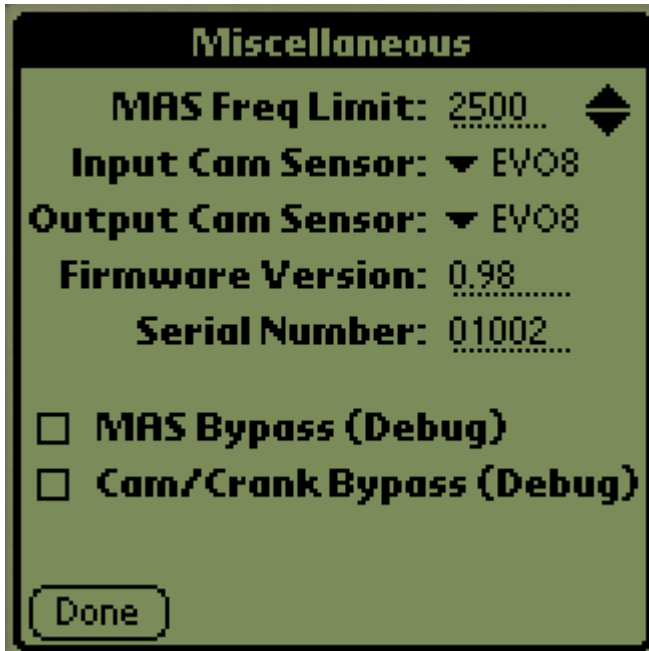 Miscellaneous
MAS Freq Limit: 2500
Input Cam Sensor: EVO8
Output Cam Sensor: EVO8
Firmware Version: 0.98
Serial Number: 01002
MAS Bypass (Debug)
Cam/Crank Bypass (Debug)
Done